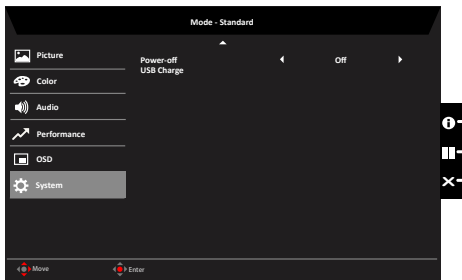 Mode - Standard
Picture
Power-off
USB Charge
Off
Color
Audio
Performance
OSD
System
Move
Enter